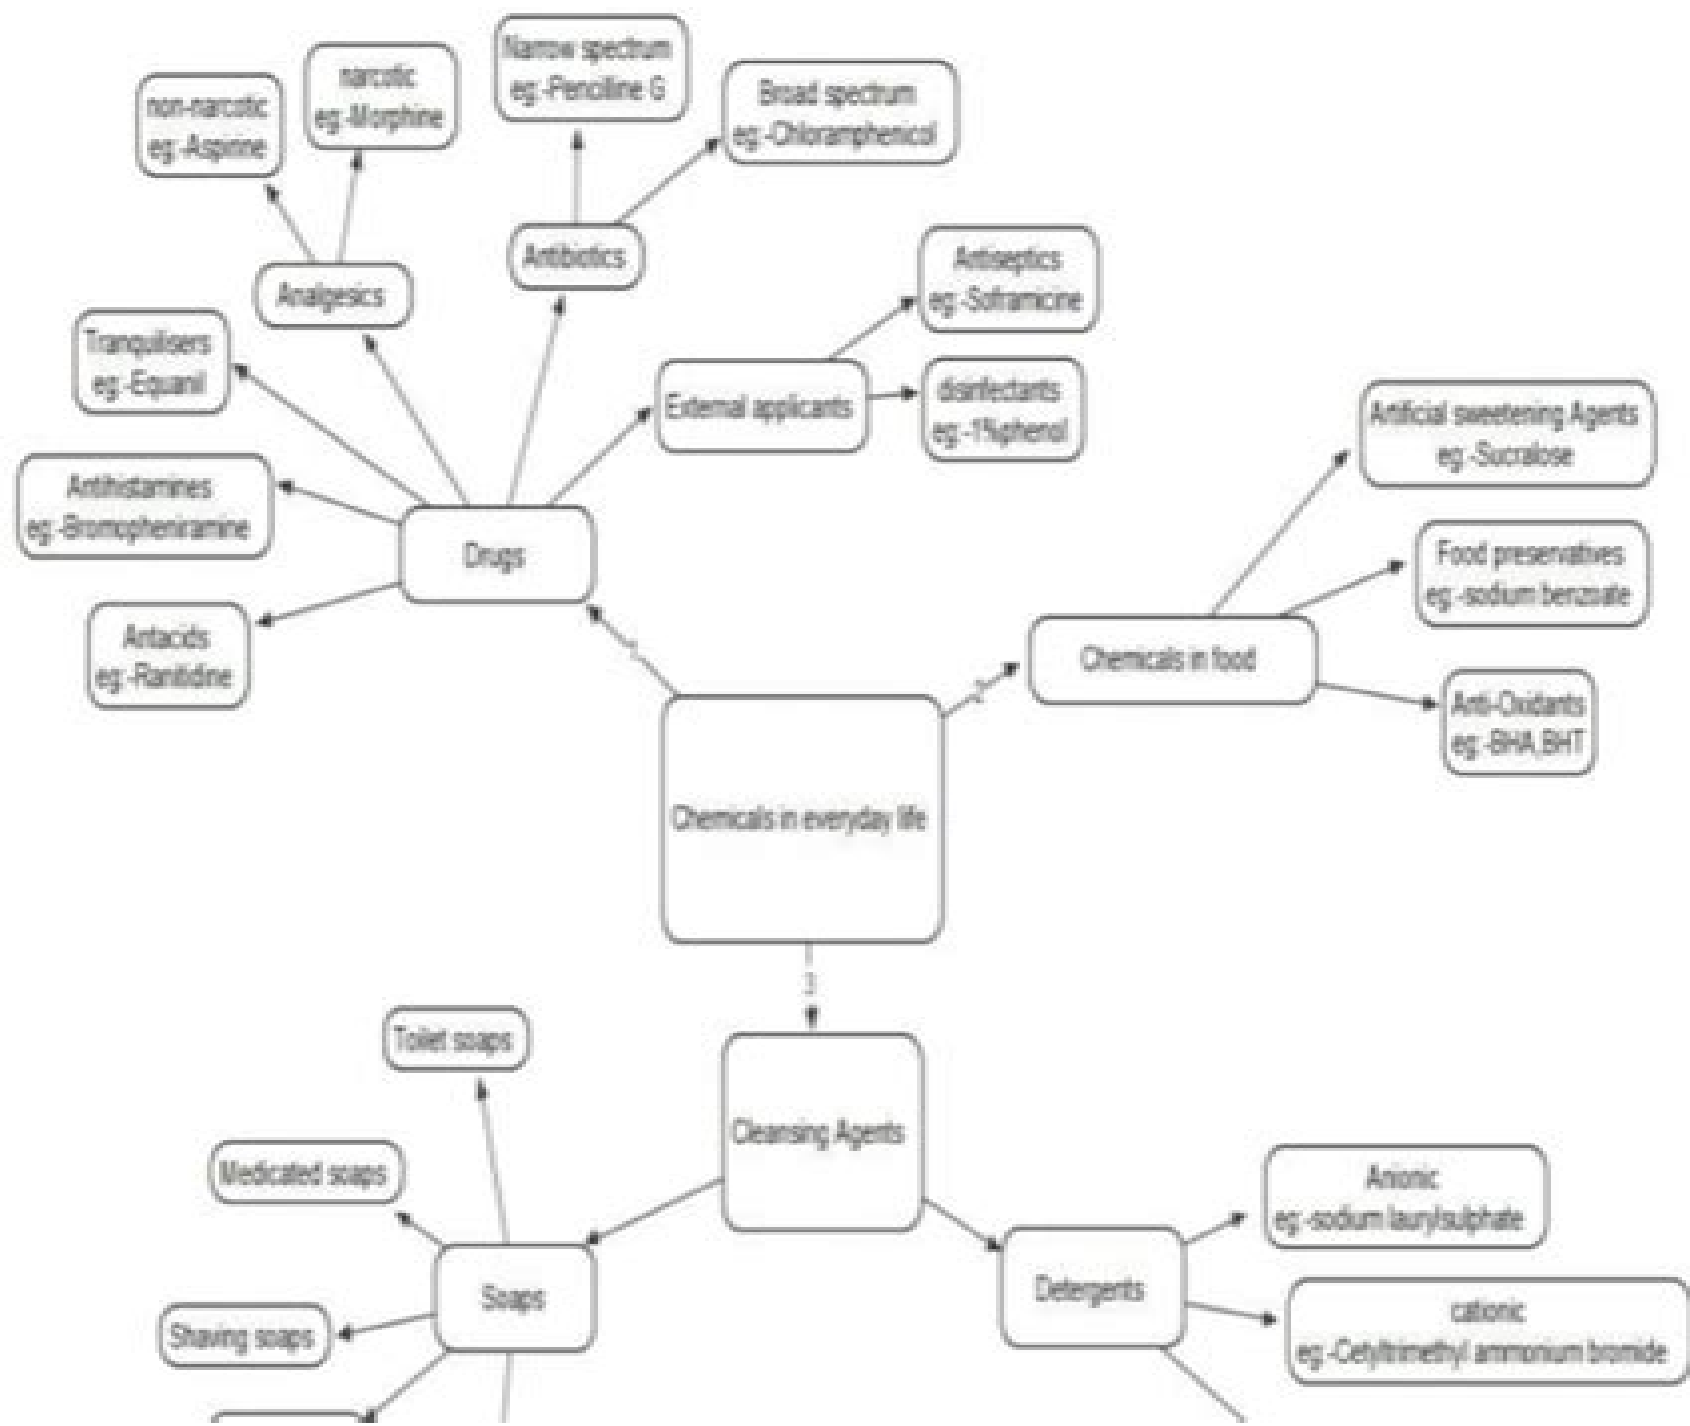 Narrow spectrum
eg:-Pencilline G
narcotic
eg:-Morphine
Broad spectrum
eg:-Chloramphenicol
non-narcotic
eg:-Aspirine
Antibiotics
Antiseptics
eg:-Soframicine
Analgesics
Tranquilisers
eg:-Equanil
External applicants
disinfectants
eg:-1%phenol
Artificial sweetening Agents
eg:-Sucralose
Antihistamines
eg:-Bromopheniramine
Drugs
Food preservatives
eg:-sodium benzoate
Antacids
eg:-Ranitidine
1
2
Chemicals in food
Anti-Oxidants
eg:-BHA,BHT
Chemicals in everyday life
Toilet soaps
Cleansing Agents
Medicated soaps
Anionic
eg:-sodium laurylsulphate
Soaps
Detergents
Shaving soaps
cationic
eg:-Cetyltrimethyl ammonium bromide